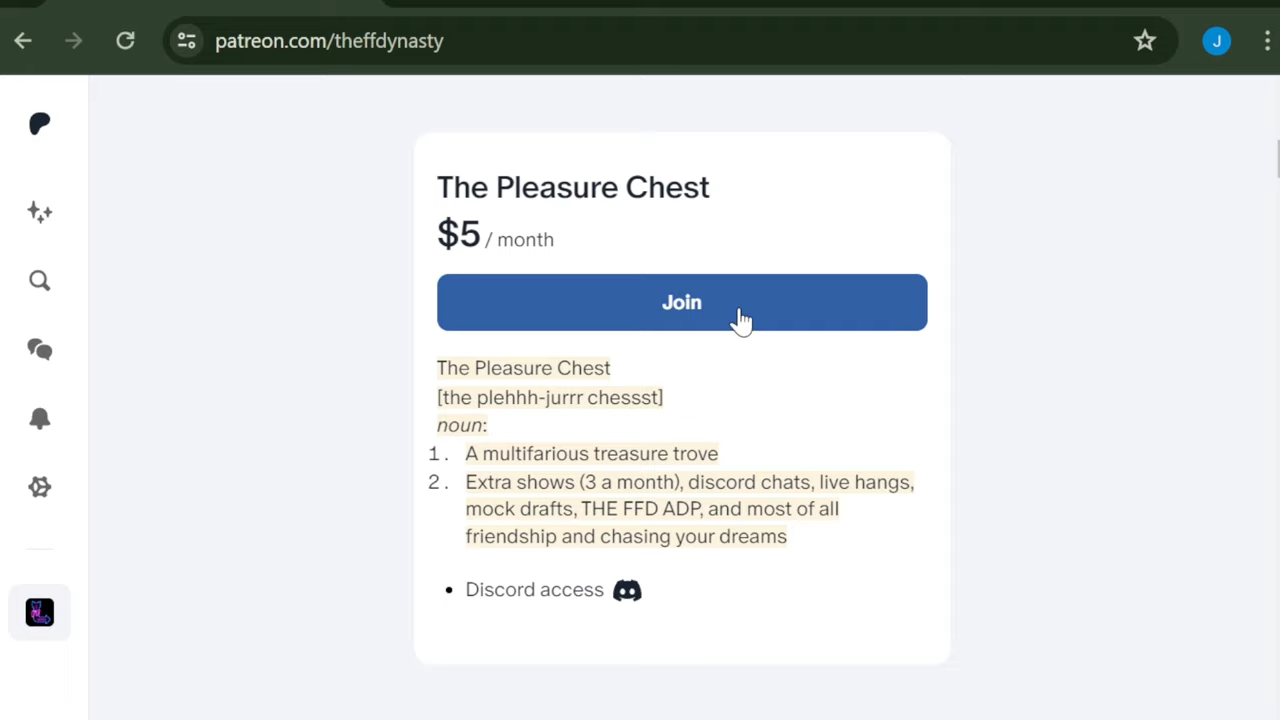 patreon.com/theffdynasty
J
The Pleasure Chest
$5 / month
Join
The Pleasure Chest
[the plehhh-jurrr chessst]
noun:
1. A multifarious treasure trove
2. Extra shows (3 a month), discord chats, live hangs,
mock drafts, THE FFD ADP, and most of all
friendship and chasing your dreams
• Discord access